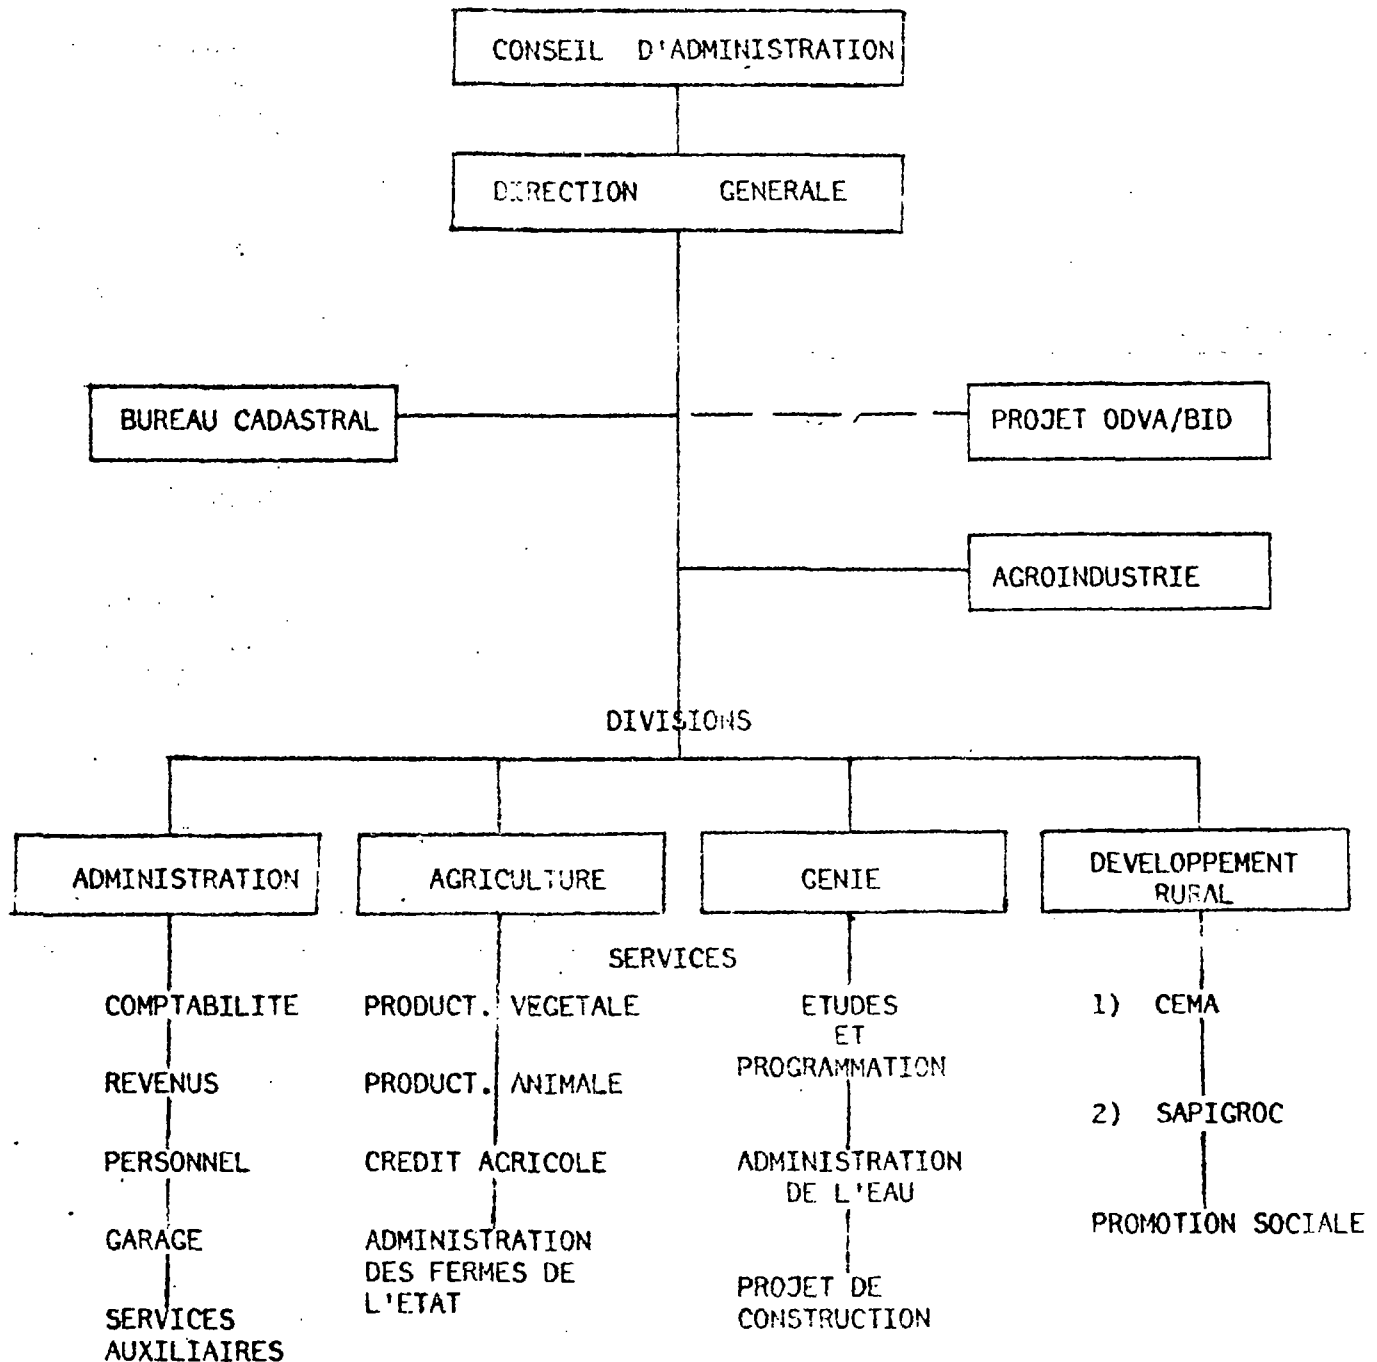 CONSEIL D'ADMINISTRATION
DIRECTION GENERALE
BUREAU CADASTRAL
PROJET ODVA/BID
AGROINDUSTRIE
DIVISIONS
ADMINISTRATION
AGRICULTURE
GENIE
DEVELOPPEMENT
RURAL
SERVICES
COMPTABILITE
REVENUS
PERSONNEL
GARAGE
SERVICES
AUXILIAIRES
PRODUCT. VEGETALE
PRODUCT. ANIMALE
CREDIT AGRICOLE
ADMINISTRATION
DES FERMES DE
L'ETAT
ETUDES
ET
PROGRAMMATION
ADMINISTRATION
DE L'EAU
PROJET DE
CONSTRUCTION
1) CEMA
2) SAPIGROC
PROMOTION SOCIALE